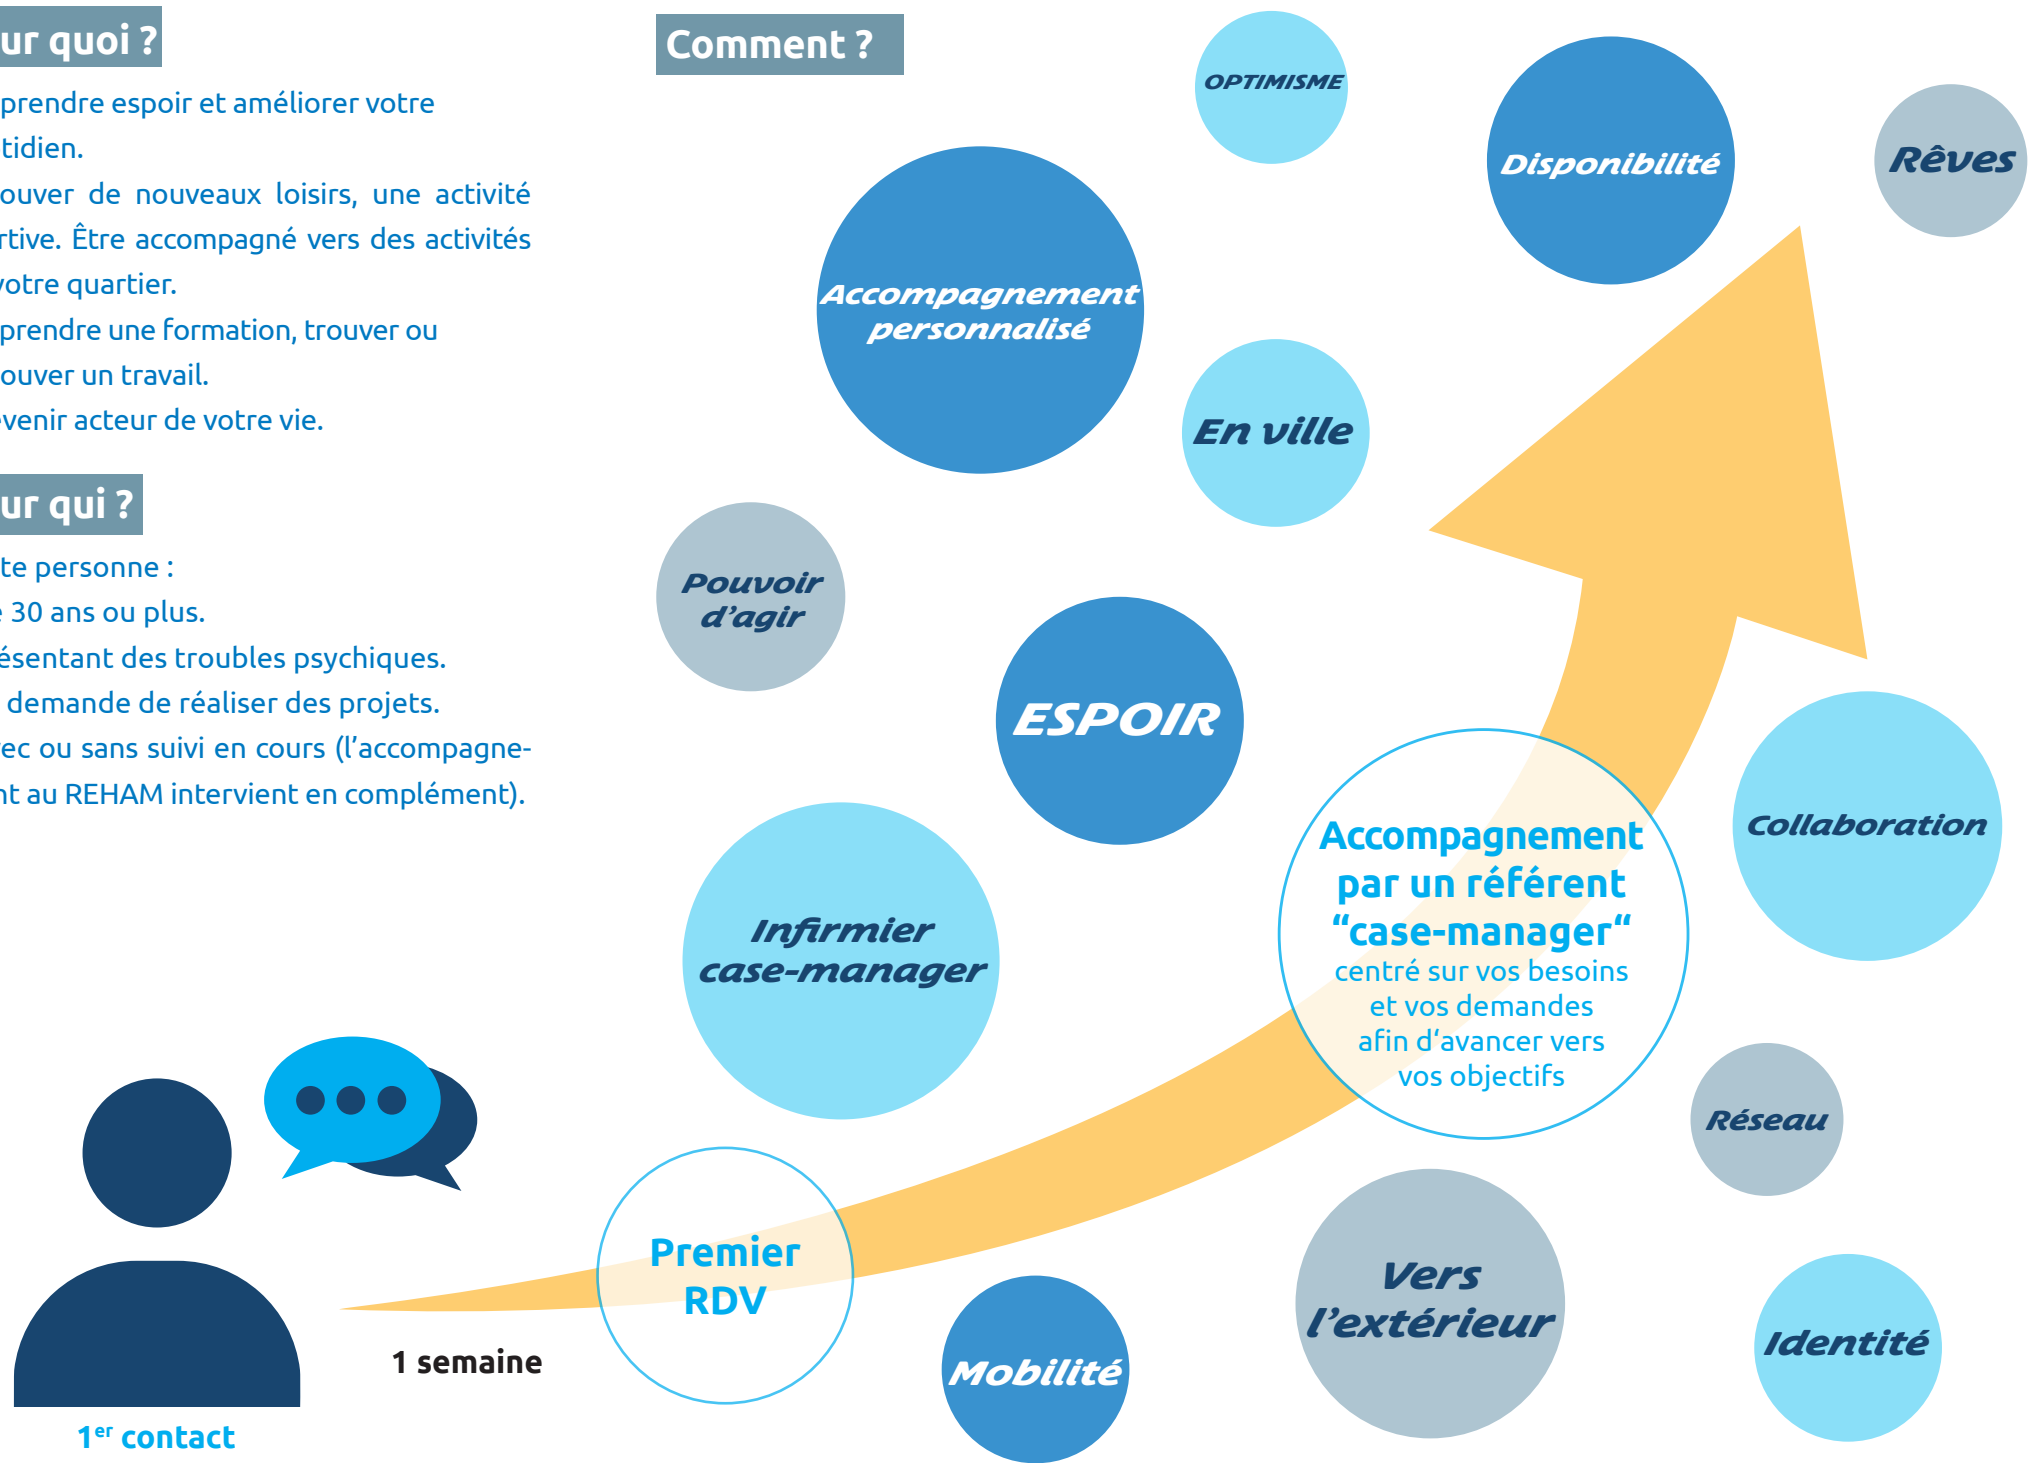 ur quoi ?
prendre espoir et améliorer votre
tidien.
ouver de nouveaux loisirs, une activité
rtive. Être accompagné vers des activités
votre quartier.
prendre une formation, trouver ou
ouver un travail.
evenir acteur de votre vie.
ur qui ?
te personne :
e 30 ans ou plus.
ésentant des troubles psychiques.
demande de réaliser des projets.
vec ou sans suivi en cours (l’accompagne-
nt au REHAM intervient en complément).
1er contact
1 semaine
Comment ?
OPTIMISME
Disponibilité
Rêves
Accompagnement
personnalisé
En ville
Pouvoir
d’agir
ESPOIR
Infirmier
case-manager
Accompagnement
par un référent
“case-manager“
centré sur vos besoins
et vos demandes
afin d‘avancer vers
vos objectifs
Collaboration
Réseau
Premier
RDV
Vers
l’extérieur
Mobilité
Identité